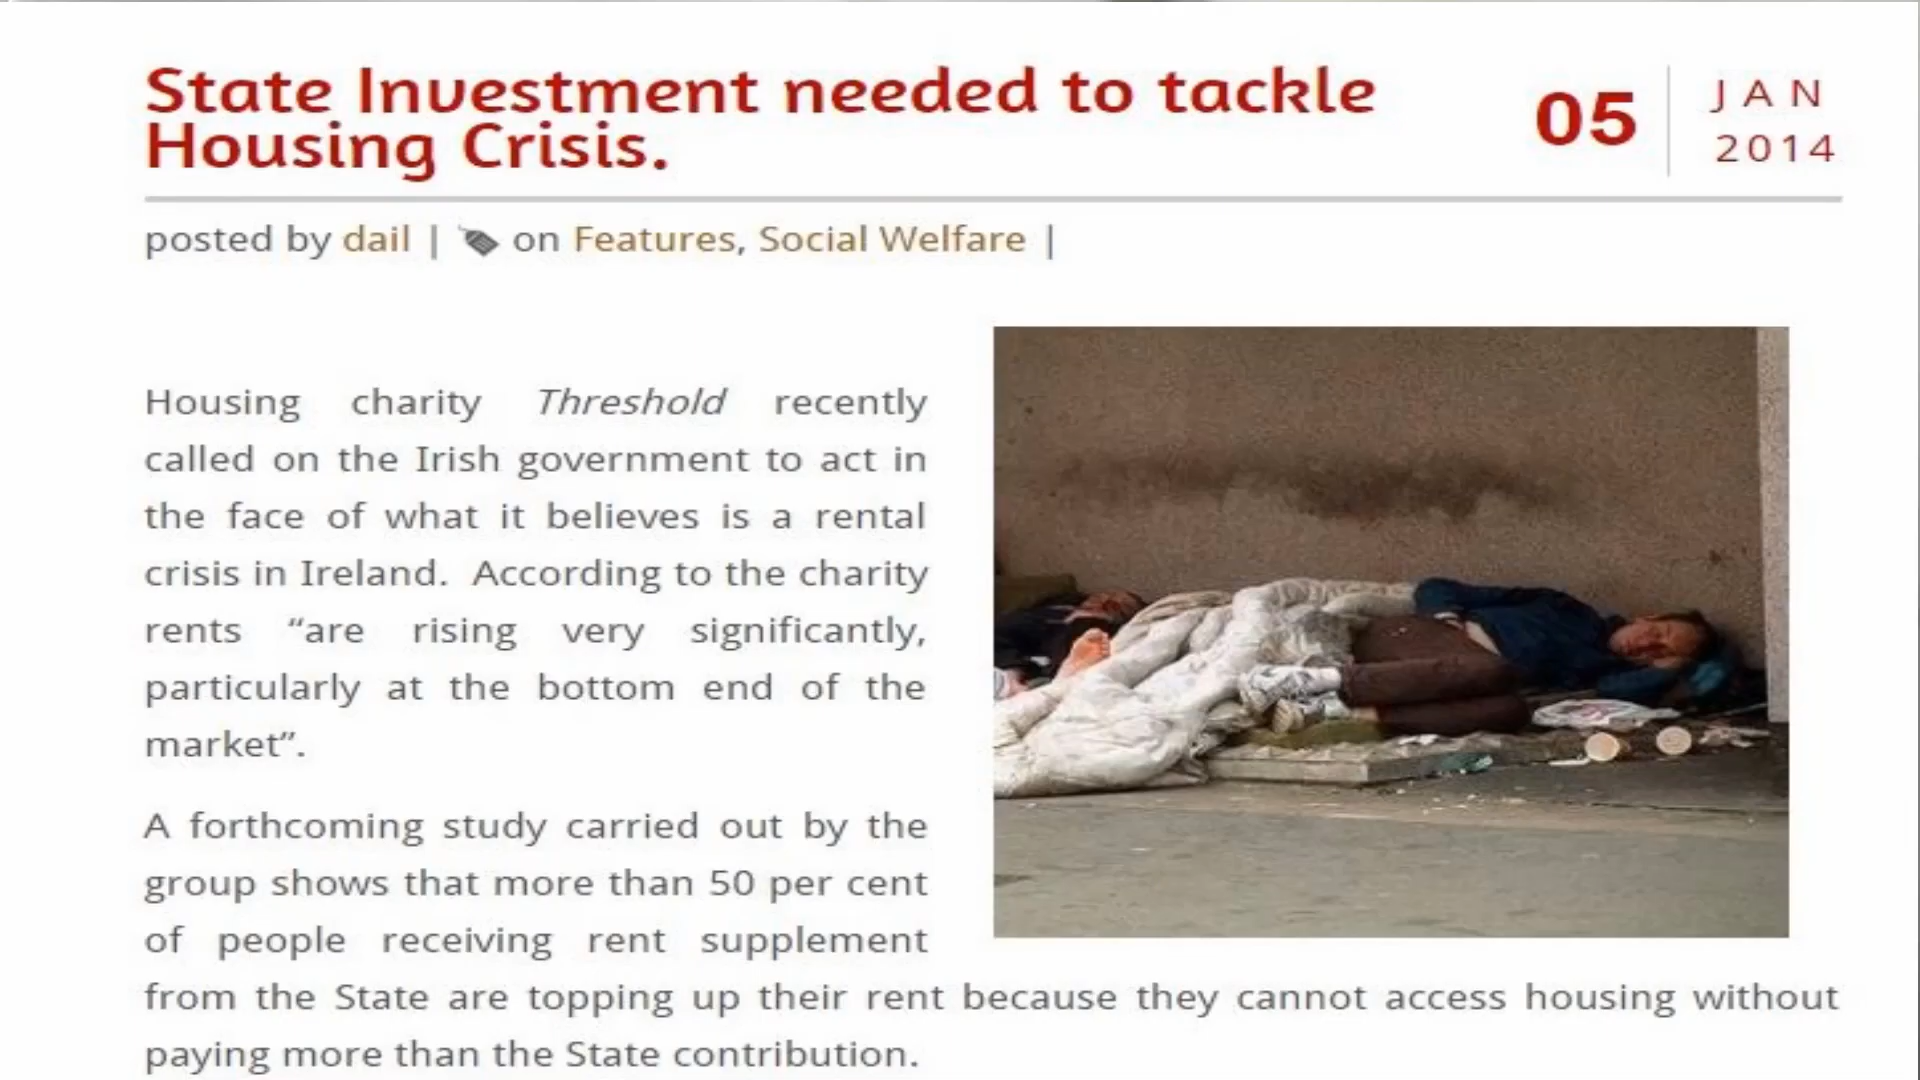 State Investment needed to tackle
Housing Crisis.
05
JAN
2014
posted by dail | on Features, Social Welfare |
Housing charity Threshold recently
called on the Irish government to act in
the face of what it believes is a rental
crisis in Ireland. According to the charity
rents “are rising very significantly,
particularly at the bottom end of the
market”.
A forthcoming study carried out by the
group shows that more than 50 per cent
of people receiving rent supplement
from the State are topping up their rent because they cannot access housing without
paying more than the State contribution.